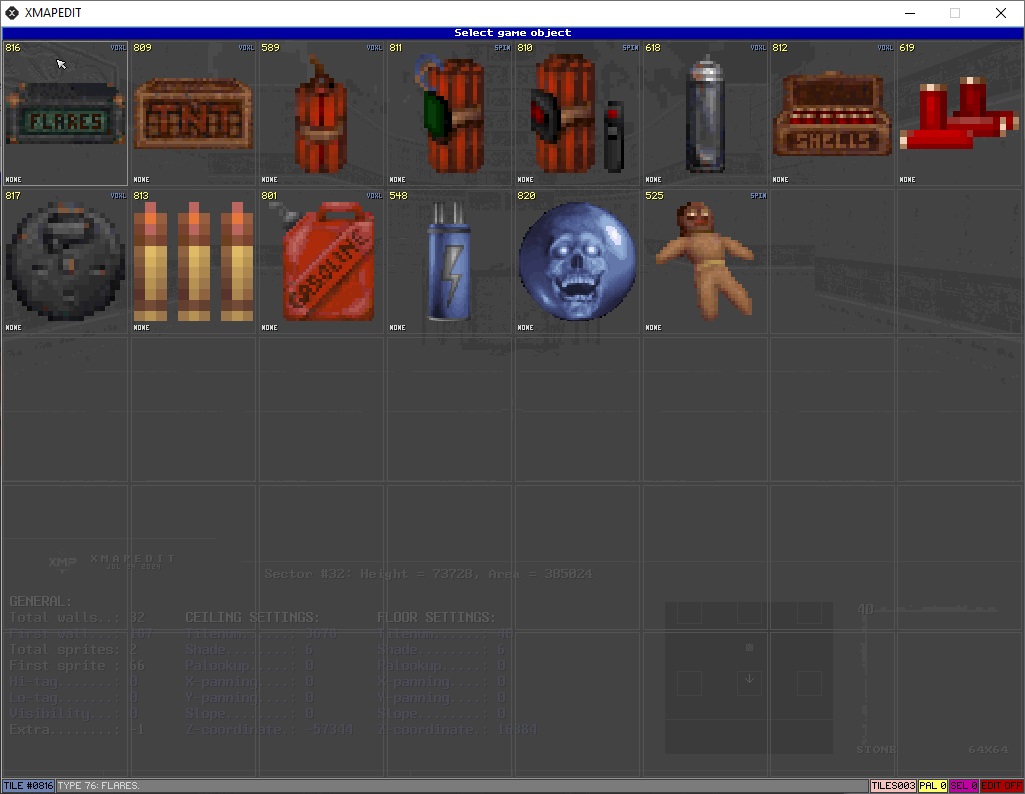 XMAPEDIT
Select game object
816 VOXL 809 VOXL 589 VOXL 811 SPIN 810 SPIN 618 VOXL 812 VOXL 619
FLARES TNT SHELLS
NONE NONE NONE NONE NONE NONE NONE NONE
817 VOXL 813 801 VOXL 548 820 525 SPIN
GASOLINE
NONE NONE NONE NONE NONE NONE
XMP XMAPEDIT
Sector #32: Height = 73728, Area = 385024
GENERAL:
Total walls..: 32 CEILING SETTINGS: FLOOR SETTINGS:
First wall...: 167 Tilenum....: Tilenum....:
Total sprites: 2 Shade........: 6 Shade........: 6
First sprite : 66 Palookup.....: 0 Palookup.....: 0
Hi-tag.......: 0 X-panning....: 0 X-panning....: 0
Lo-tag.......: 0 Y-panning....: 0 Y-panning....: 0
Visibility...: 0 Slope........: 0 Slope........: 0
Extra........: -1 Z-coordinate.: -57344 Z-coordinate.: 16384
40
STONE 64X64
TILE #0816 TYPE 76: FLARES. TILES003 PAL 0 SEL 0 EDIT OFF